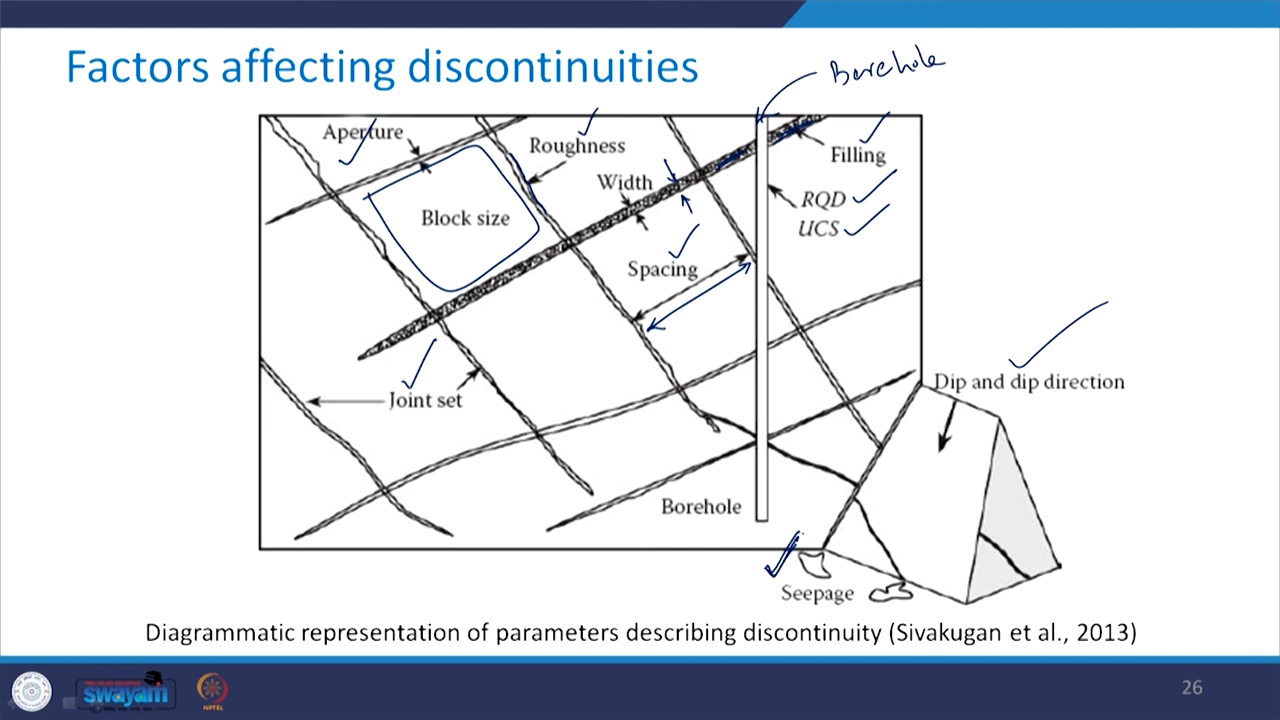 Factors affecting discontinuities
Borehole
Aperture
Roughness
Filling
Width
RQD
Block size
UCS
Spacing
Dip and dip direction
Joint set
Borehole
Seepage
Diagrammatic representation of parameters describing discontinuity (Sivakugan et al., 2013)
swayam
NPTEL
26